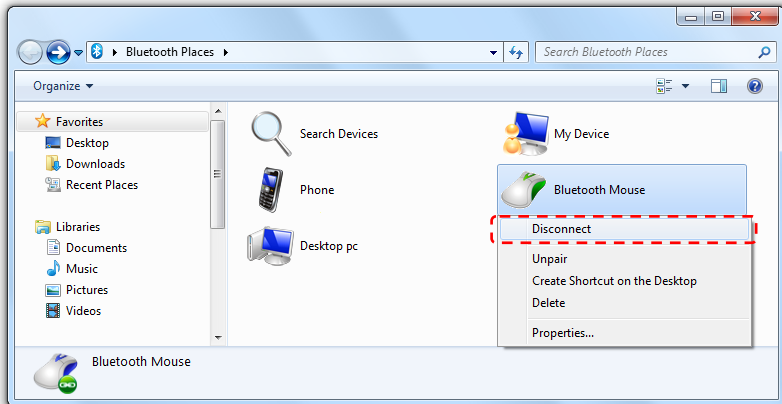 Bluetooth Places
Search Bluetooth Places
Organize
Favorites
Desktop
Downloads
Recent Places
Libraries
Documents
Music
Pictures
Videos
Search Devices
My Device
Phone
Bluetooth Mouse
Desktop pc
Disconnect
Unpair
Create Shortcut on the Desktop
Delete
Properties...
Bluetooth Mouse